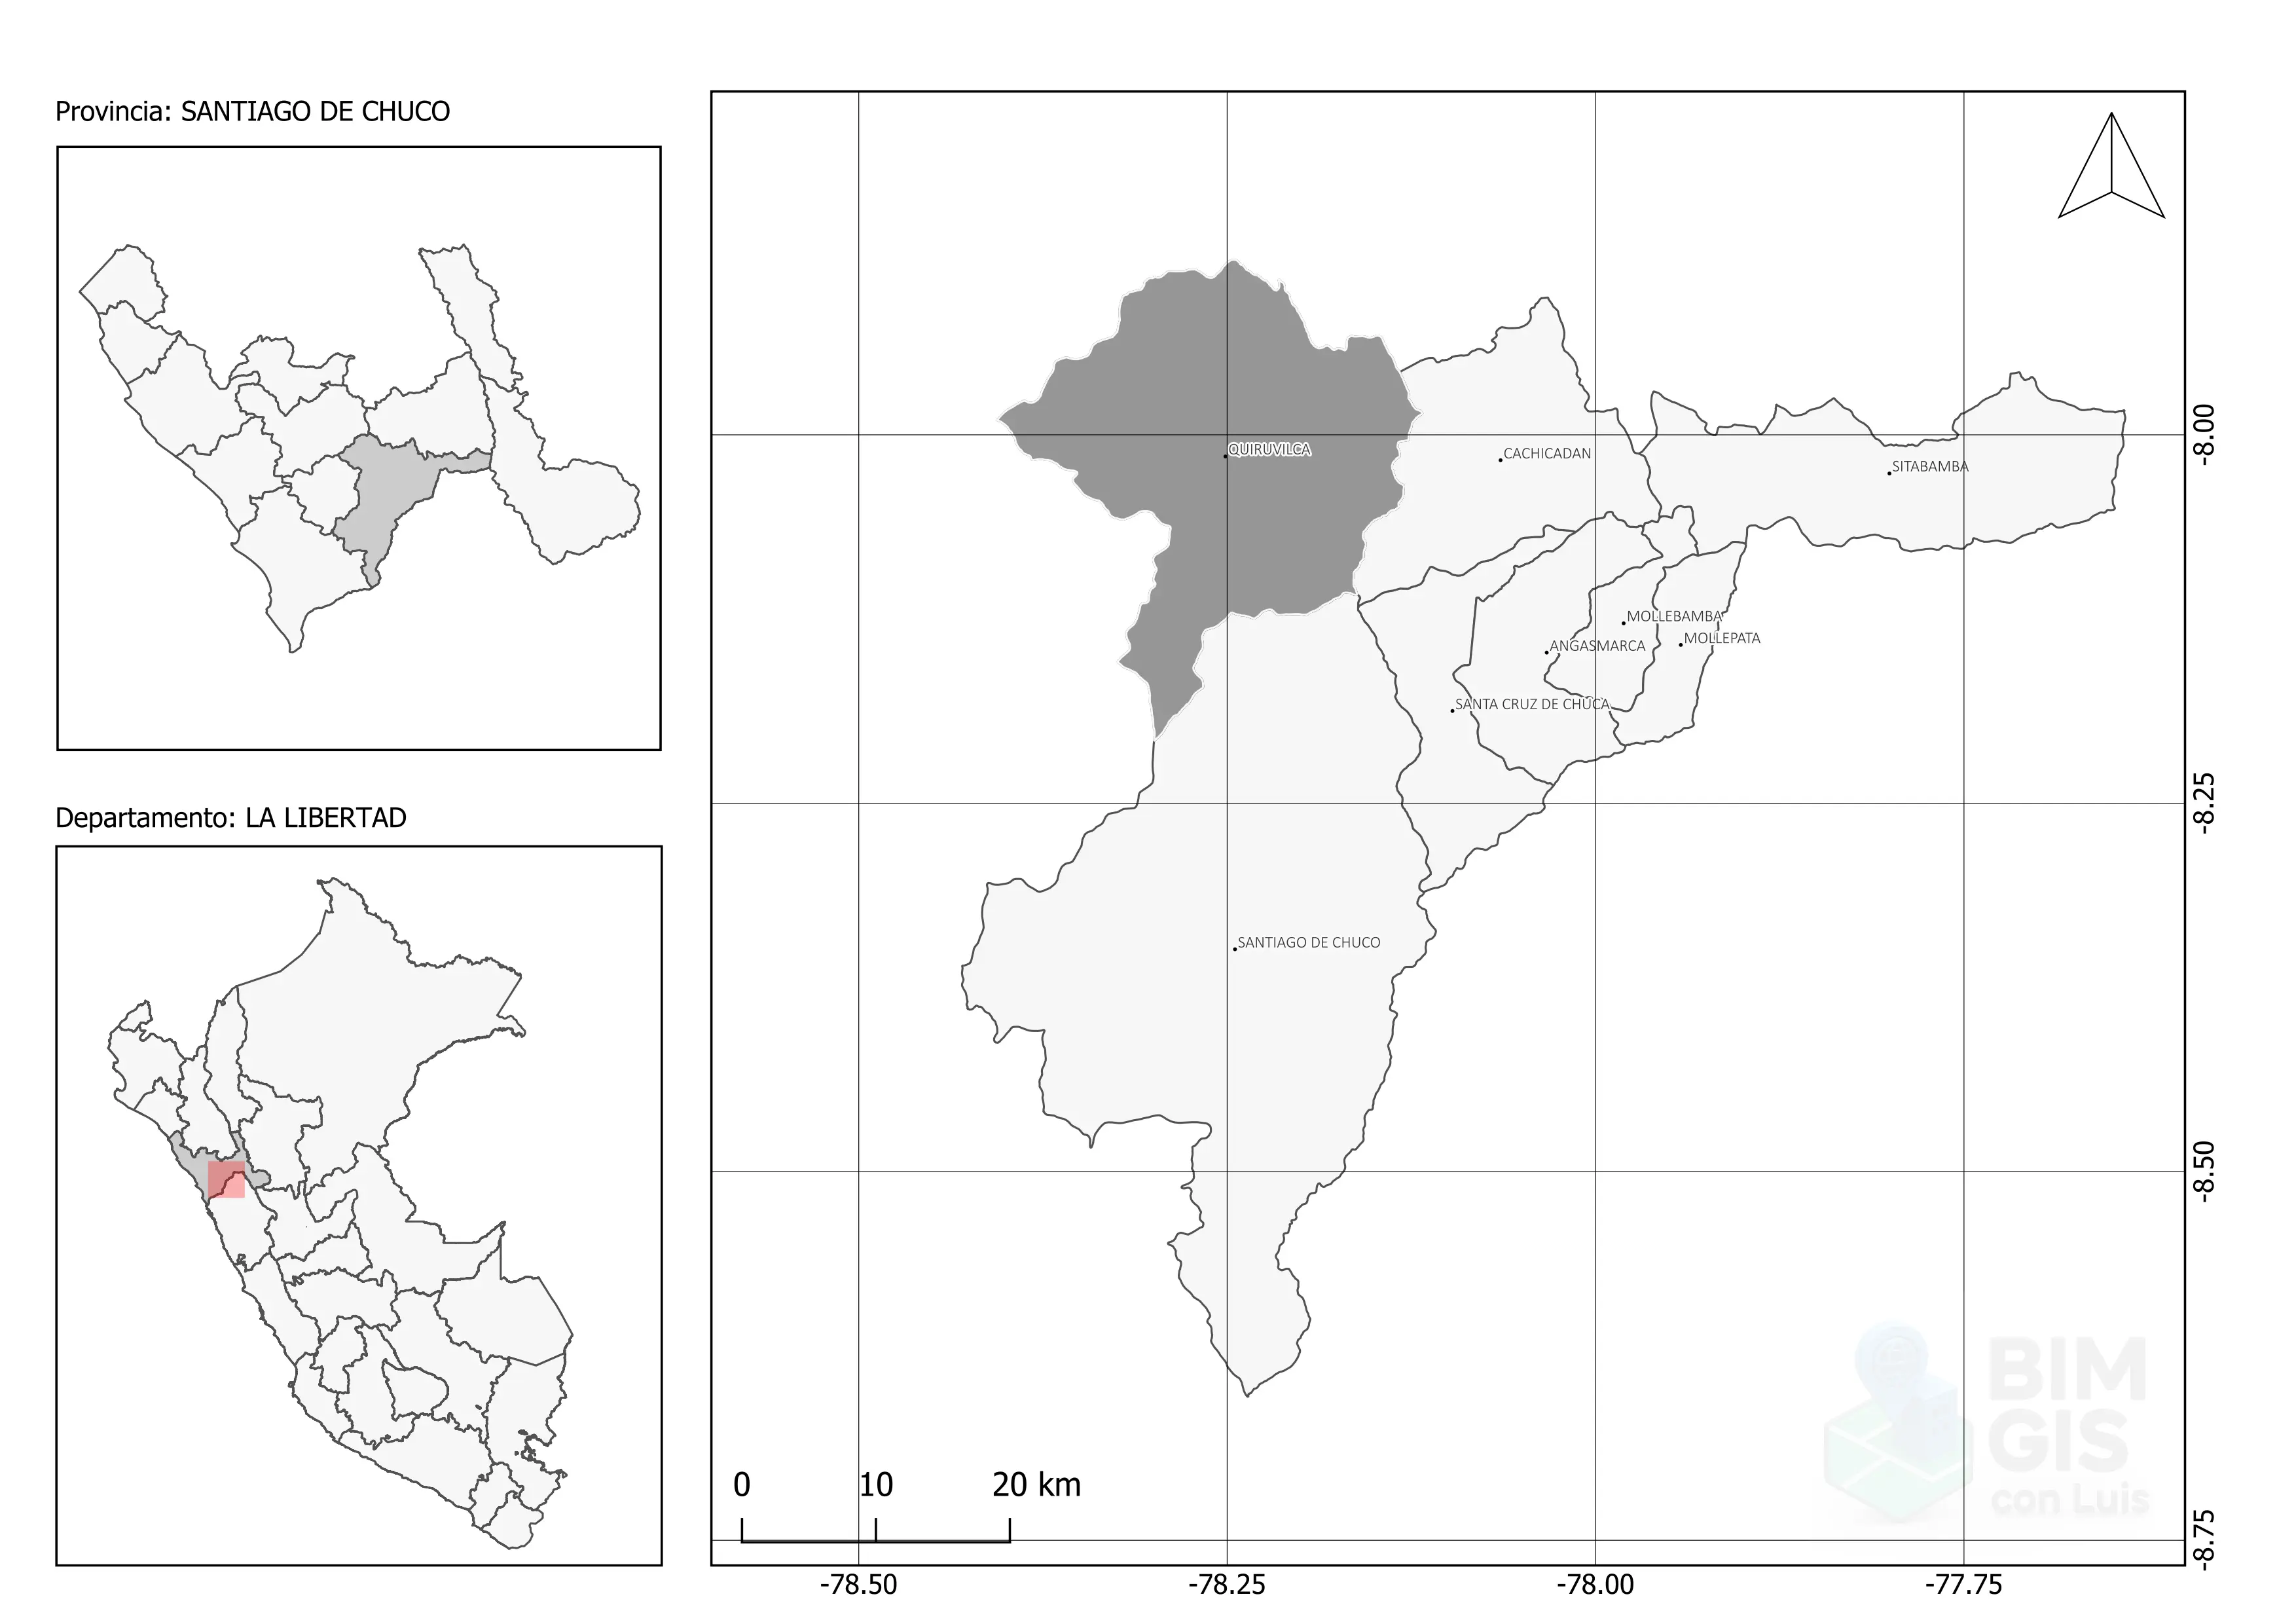 Provincia: SANTIAGO DE CHUCO
Departamento: LA LIBERTAD
QUIRUVILCA
CACHICADAN
SITABAMBA
MOLLEBAMBA
MOLLEPATA
ANGASMARCA
SANTA CRUZ DE CHUCA
SANTIAGO DE CHUCO
-8.00
-8.25
-8.50
-8.75
0 10 20 km
-78.50 -78.25 -78.00 -77.75
BIM
GIS
con Luis